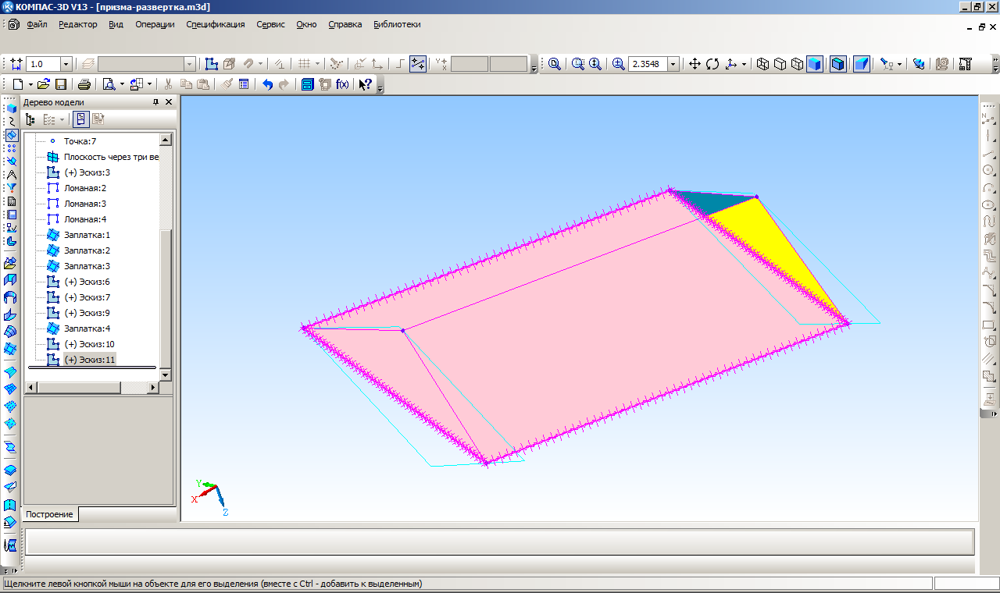 КОМПАС-3D V13 - [призма-развертка.m3d]
Файл Редактор Вид Операции Спецификация Сервис Окно Справка Библиотеки
1.0 2.3548
f(x)
Дерево модели
Точка:7
Плоскость через три ве
(+) Эскиз:3
Ломаная:2
Ломаная:3
Ломаная:4
Заплатка:1
Заплатка:2
Заплатка:3
(+) Эскиз:6
(+) Эскиз:7
(+) Эскиз:9
Заплатка:4
(+) Эскиз:10
(+) Эскиз:11
Y
X
Z
Построение
Щелкните левой кнопкой мыши на объекте для его выделения (вместе с Ctrl - добавить к выделенным)